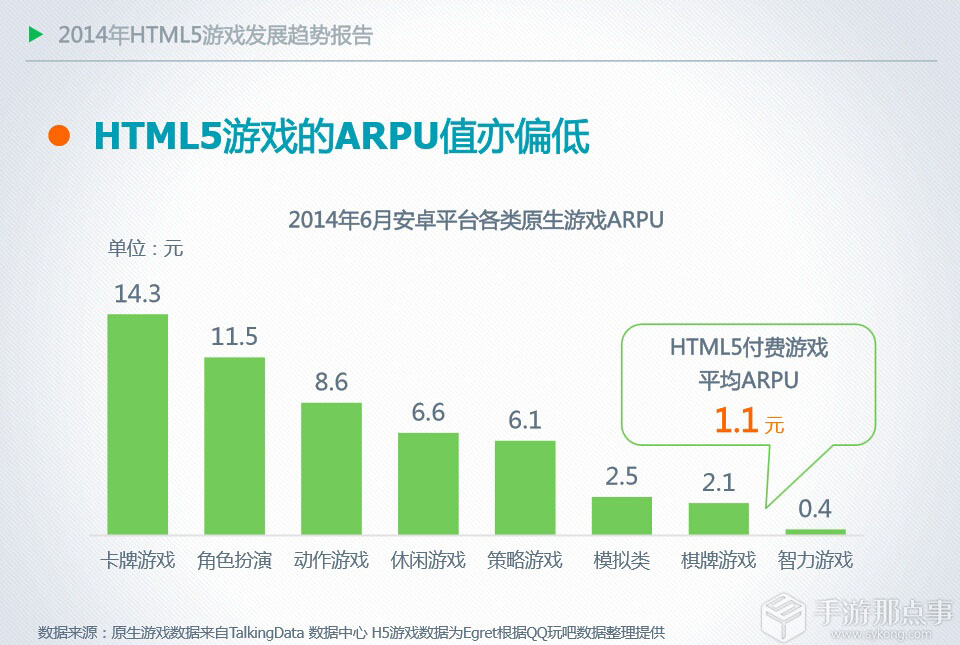 2014年HTML5游戏发展趋势报告
HTML5游戏的ARPU值亦偏低
2014年6月安卓平台各类原生游戏ARPU
单位：元
14.3
11.5
8.6
6.6
6.1
2.5
2.1
0.4
HTML5付费游戏
平均ARPU
1.1 元
卡牌游戏 角色扮演 动作游戏 休闲游戏 策略游戏 模拟类 棋牌游戏 智力游戏
数据来源：原生游戏数据来自TalkingData 数据中心 H5游戏数据为Egret根据QQ玩吧数据整理提供
手游那点事
www.sykong.com